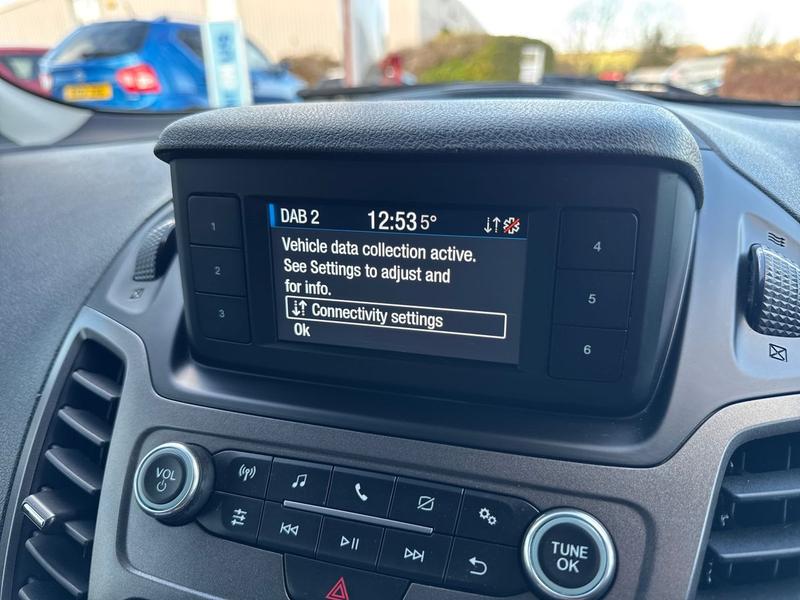 DAB 2 12:53 5°
Vehicle data collection active.
See Settings to adjust and
for info.
Connectivity settings
Ok
1
2
3
4
5
6
VOL
TUNE
OK